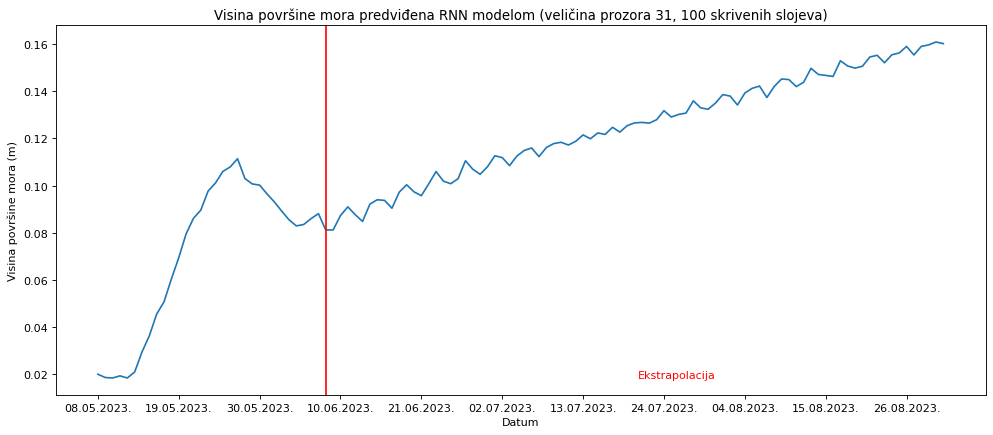 Visina površine mora predviđena RNN modelom (veličina prozora 31, 100 skrivenih slojeva)
Visina površine mora (m)
0.16
0.14
0.12
0.10
0.08
0.06
0.04
0.02
Ekstrapolacija
08.05.2023. 19.05.2023. 30.05.2023. 10.06.2023. 21.06.2023. 02.07.2023. 13.07.2023. 24.07.2023. 04.08.2023. 15.08.2023. 26.08.2023.
Datum